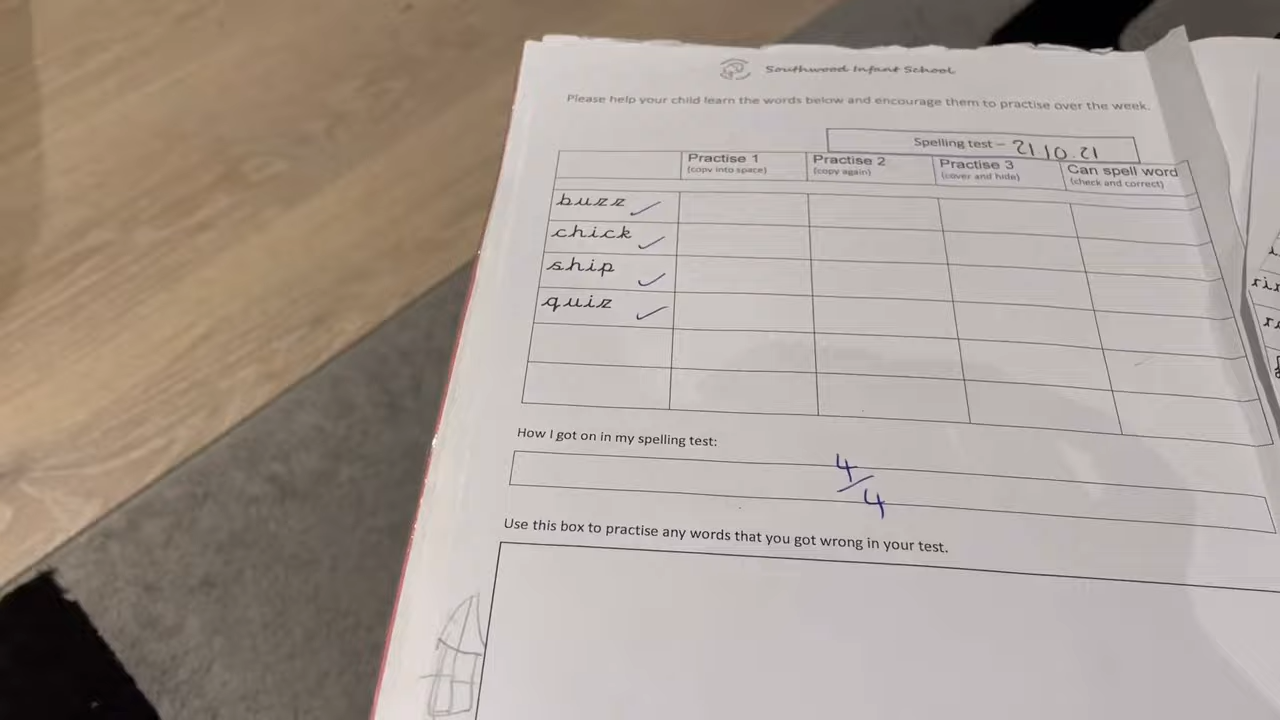 Southwood Infant School
Please help your child learn the words below and encourage them to practise over the week.
Spelling test – 21.10.21
Practise 1 Practise 2 Practise 3 Can spell word
(copy into space) (copy again) (cover and hide) (check and correct)
buzz
chick
ship
quiz
How I got on in my spelling test:
4/4
Use this box to practise any words that you got wrong in your test.